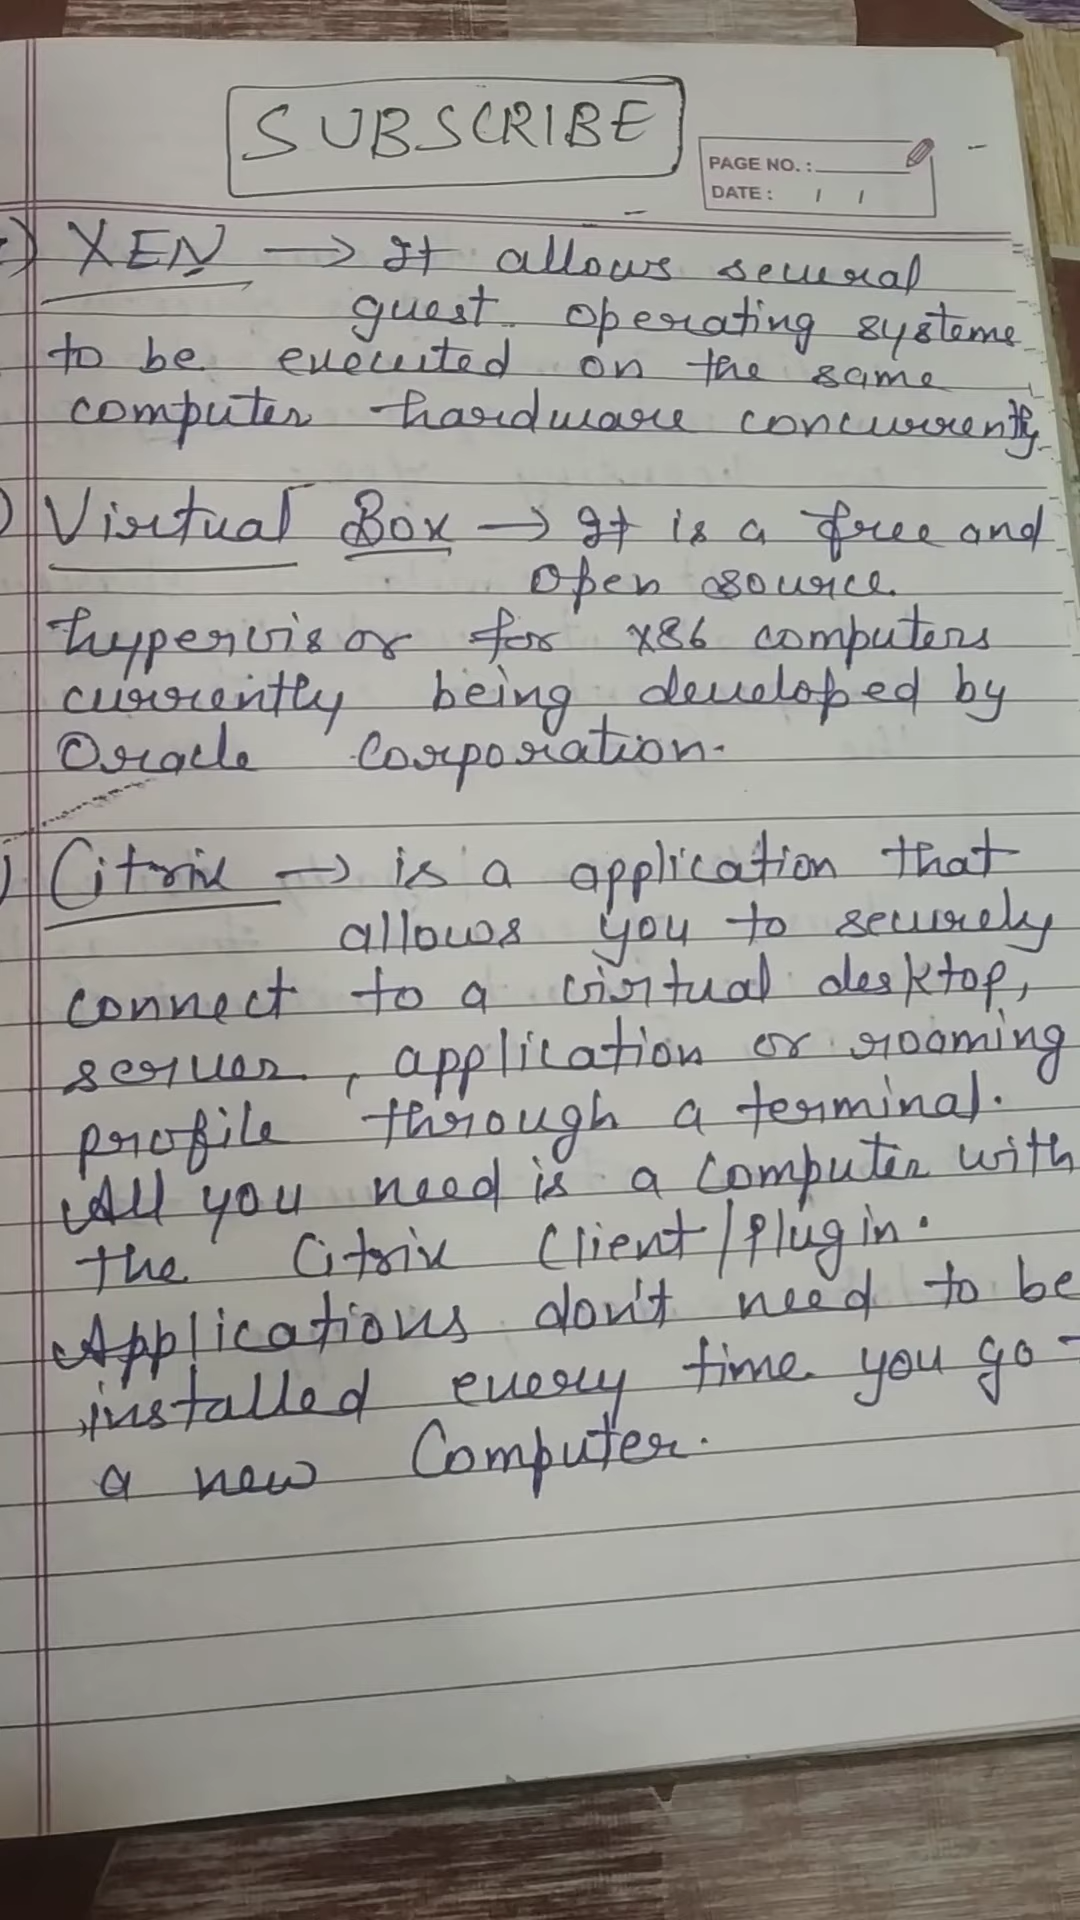 SUBSCRIBE
PAGE NO. :
DATE : / /
) XEN → It allows several
guest operating systems
to be executed on the same
computer hardware concurrently
) Virtual Box → It is a free and
open source
hypervisor for x86 computers
currently being developed by
Oracle Corporation.
) Citrix → is a application that
allows you to securely
connect to a virtual desktop,
server, application or roaming
profile through a terminal.
All you need is a computer with
the Citrix Client/Plugin.
Applications don't need to be
installed every time you go
a new Computer.